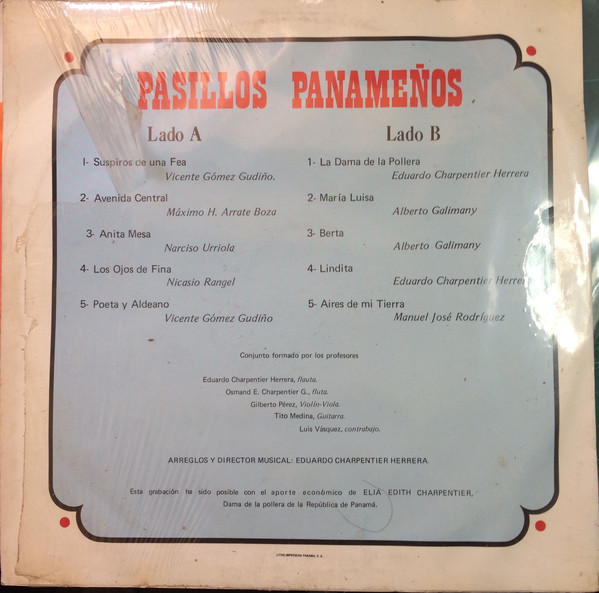 PASILLOS PANAMEÑOS
Lado A
1- Suspiros de una Fea
Vicente Gómez Gudiño.
2- Avenida Central
Máximo H. Arrate Boza
3- Anita Mesa
Narciso Urriola
4- Los Ojos de Fina
Nicasio Rangel
5- Poeta y Aldeano
Vicente Gómez Gudiño
Lado B
1- La Dama de la Pollera
Eduardo Charpentier Herrera
2- María Luisa
Alberto Galimany
3- Berta
Alberto Galimany
4- Lindita
Eduardo Charpentier Herrera
5- Aires de mi Tierra
Manuel José Rodríguez
Conjunto formado por los profesores
Eduardo Charpentier Herrera, flauta.
Osmand E. Charpentier G., fluta.
Gilberto Pérez, Violín-Viola.
Tito Medina, Guitarra.
Luis Vásquez, contrabajo.
ARREGLOS Y DIRECTOR MUSICAL: EDUARDO CHARPENTIER HERRERA
Esta grabación ha sido posible con el aporte económico de ELIA EDITH CHARPENTIER,
Dama de la pollera de la República de Panamá.